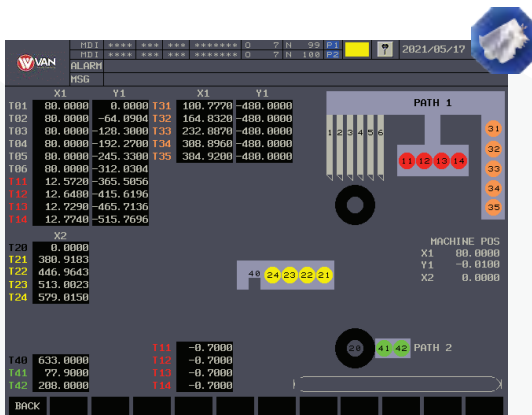 MDI **** *** *** ******* O 7 N 99 P1
MDI **** *** *** ******* O 7 N 100 P2
2021/05/17
WVAN
ALARM
MSG
X1 Y1 X1 Y1
T01 80.0000 0.0000 T31 100.7770 -480.0000
T02 80.0000 -64.0904 T32 164.8320 -480.0000
T03 80.0000 -128.3000 T33 232.8870 -480.0000
T04 80.0000 -192.2700 T34 308.8960 -480.0000
T05 80.0000 -245.3300 T35 384.9200 -480.0000
T06 80.0000 -312.0304
T11 12.5720 -365.5056
T12 12.6480 -415.6196
T13 12.7290 -465.7136
T14 12.7740 -515.7696
PATH 1
1 2 3 4 5 6
11 12 13 14
31
32
33
34
35
X2
T20 0.0000
T21 380.9183
T22 446.9643
T23 513.0023
T24 579.0150
MACHINE POS
X1 80.0000
Y1 -0.0100
X2 0.0000
40 24 23 22 21
T40 633.0000
T41 77.9000
T42 208.0000
T11 -0.7000
T12 -0.7000
T13 -0.7000
T14 -0.7000
20 41 42 PATH 2
BACK